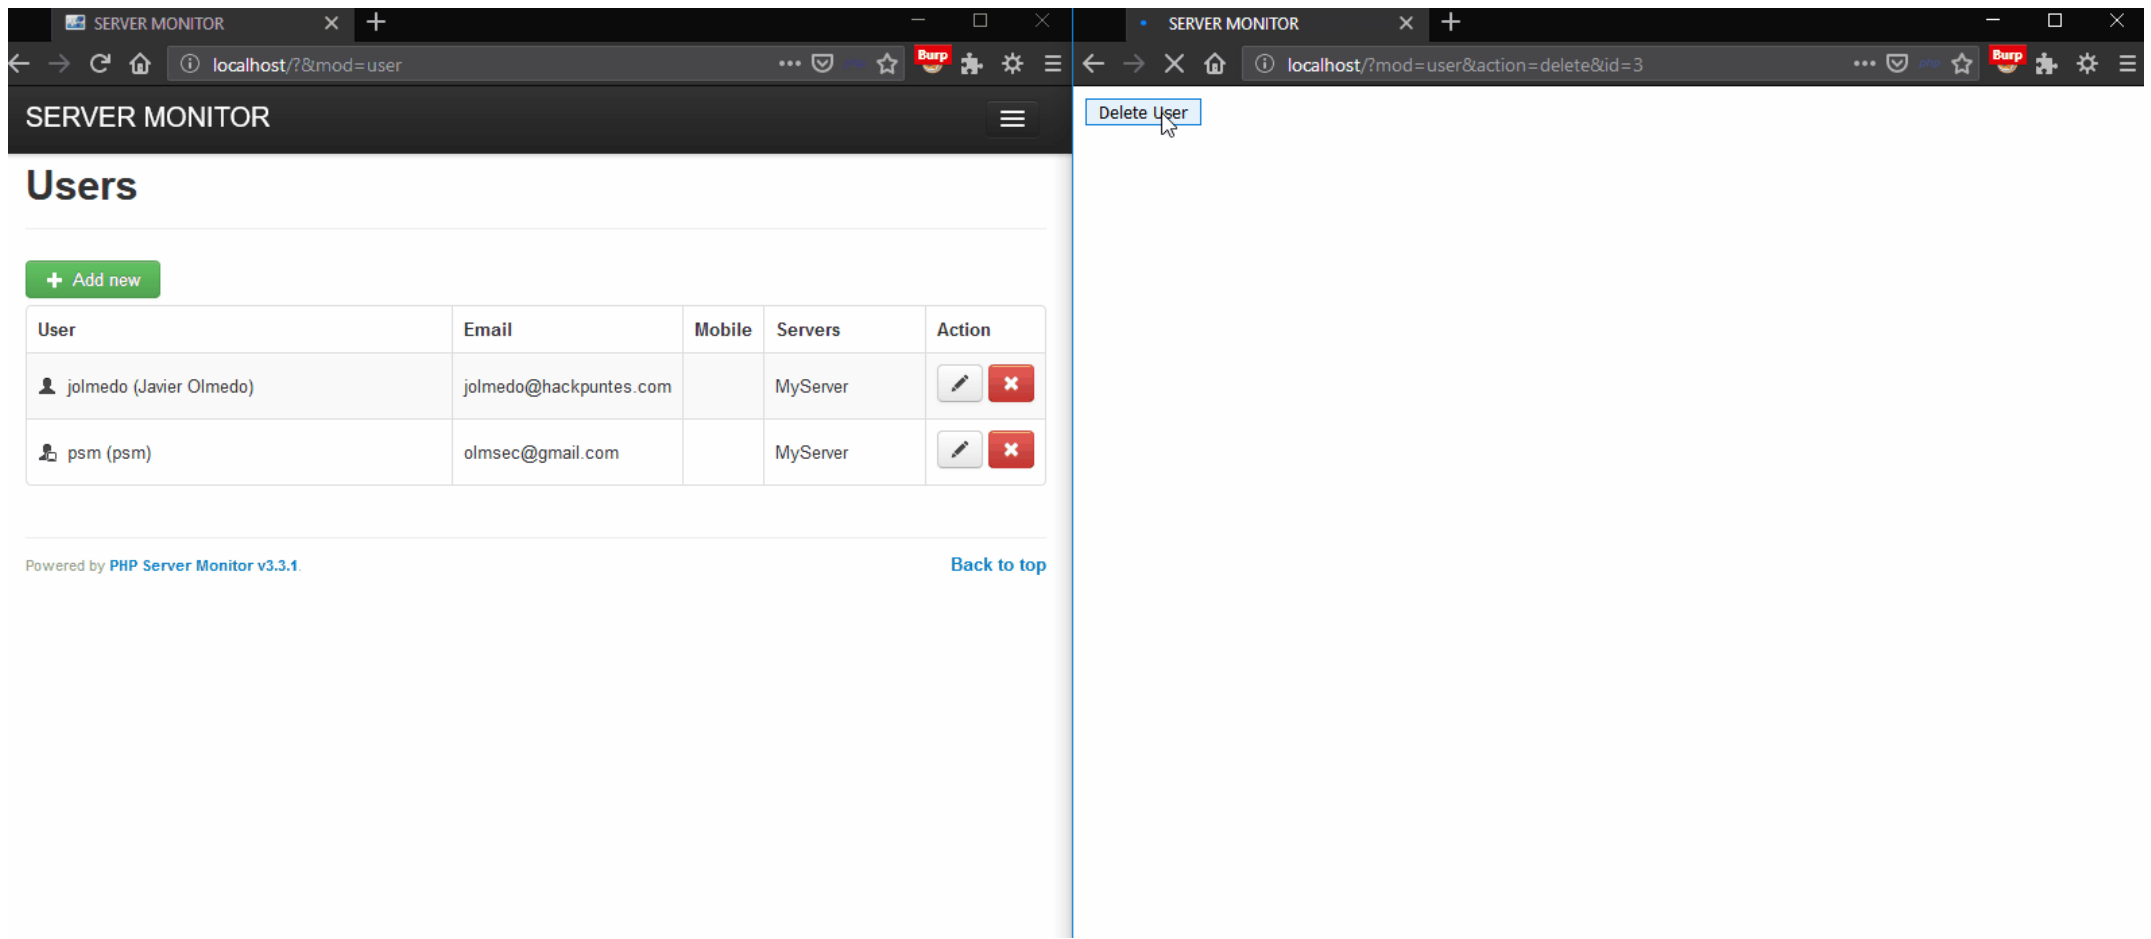 SERVER MONITOR
localhost/?&mod=user
Burp
SERVER MONITOR
Users
Add new
User Email Mobile Servers Action
jolmedo (Javier Olmedo) jolmedo@hackpuntes.com MyServer
psm (psm) olmsec@gmail.com MyServer
Powered by PHP Server Monitor v3.3.1. Back to top
SERVER MONITOR
localhost/?mod=user&action=delete&id=3
php
Burp
Delete User